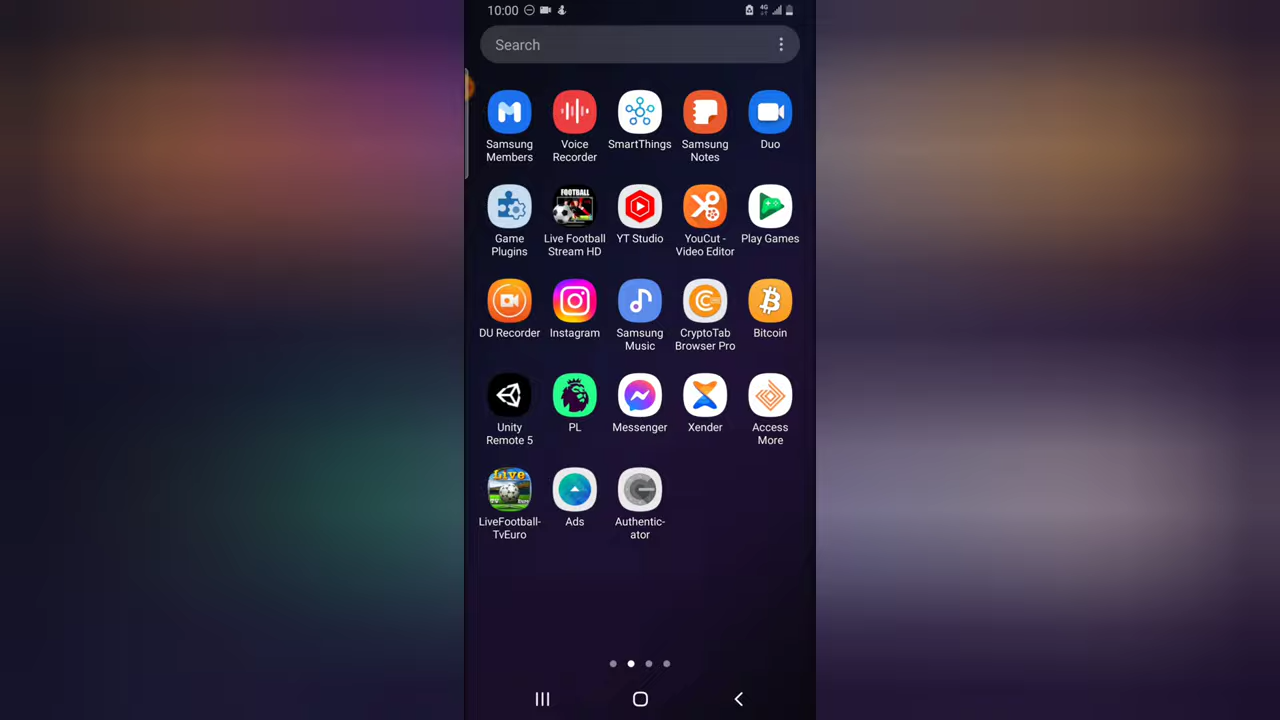 10:00
4G
Search
Samsung Members
Voice Recorder
SmartThings
Samsung Notes
Duo
FOOTBALL
Game Plugins
Live Football Stream HD
YT Studio
YouCut - Video Editor
Play Games
DU Recorder
Instagram
Samsung Music
CryptoTab Browser Pro
Bitcoin
Unity Remote 5
PL
Messenger
Xender
Access More
Live
LiveFootball-TvEuro
Ads
Authentic-ator